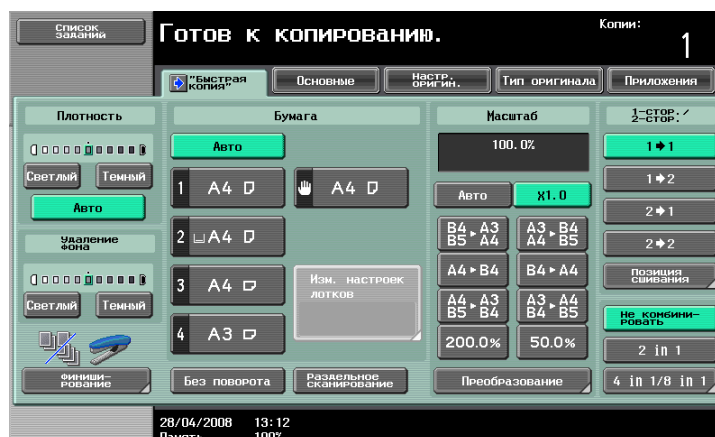 Список
заданий
Готов к копированию.
Копии:
1
"Быстрая
копия"
Основные
Настр.
ориги́н.
Тип оригинала
Приложения
Плотность
Светлый
Темный
Авто
Удаление
фона
Светлый
Темный
Финиши-
рование
Бумага
Авто
1 A4
A4
2 A4
3 A4
4 A3
Изм. настроек
лотков
Без поворота
Раздельное
сканирование
Масштаб
100.0%
Авто
x1.0
B4 ▸ A3
B5 ▸ A4
A3 ▸ B4
A4 ▸ B5
A4 ▸ B4
B4 ▸ A4
A4 ▸ A3
B5 ▸ B4
A3 ▸ A4
B4 ▸ B5
200.0%
50.0%
Преобразование
1-стор./
2-стор.
1 ➡ 1
1 ➡ 2
2 ➡ 1
2 ➡ 2
Позиция
сшивания
Не комбини-
ровать
2 in 1
4 in 1/8 in 1
28/04/2008 13:12
Память 100%